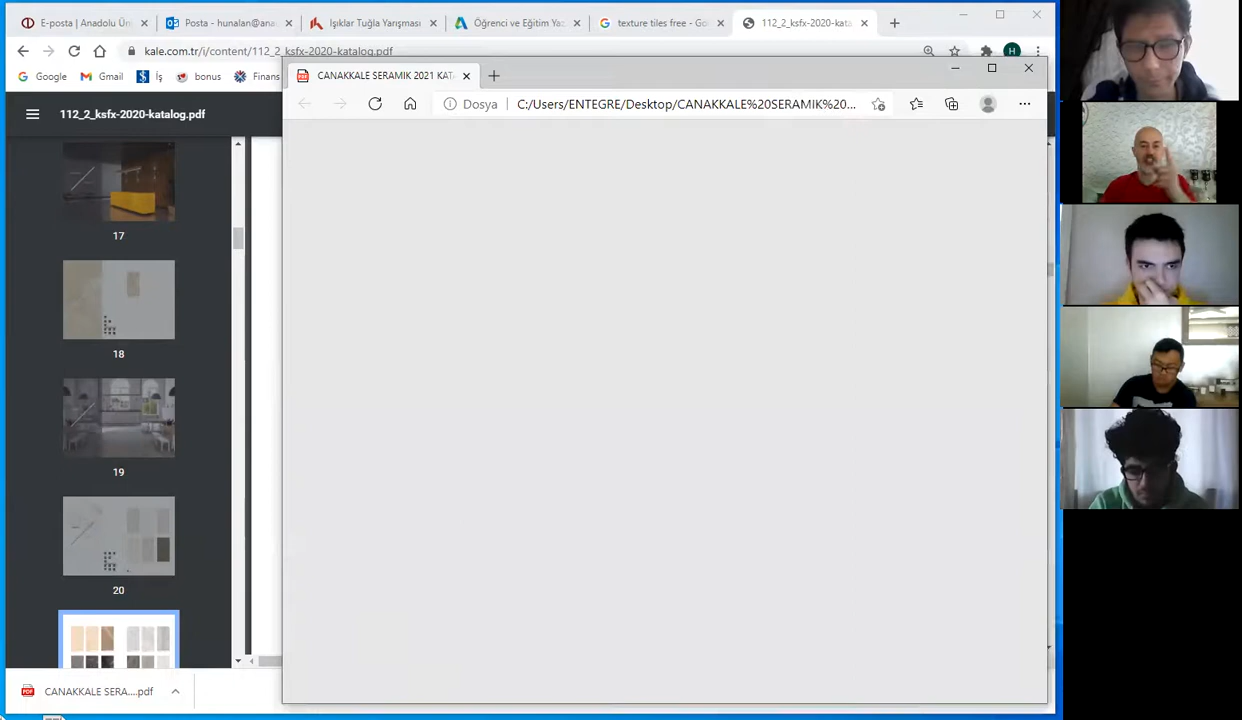 E-posta | Anadolu Ün
Posta - hunalan@ana
Işıklar Tuğla Yarışması
Öğrenci ve Eğitim Yaz
texture tiles free - Go
112_2_ksfx-2020-kata
kale.com.tr/i/content/112_2_ksfx-2020-katalog.pdf
H
Google
Gmail
İş
bonus
Finans
CANAKKALE SERAMIK 2021 KAT
112_2_ksfx-2020-katalog.pdf
Dosya
C:/Users/ENTEGRE/Desktop/CANAKKALE%20SERAMIK%20...
17
18
19
20
CANAKKALE SERA....pdf